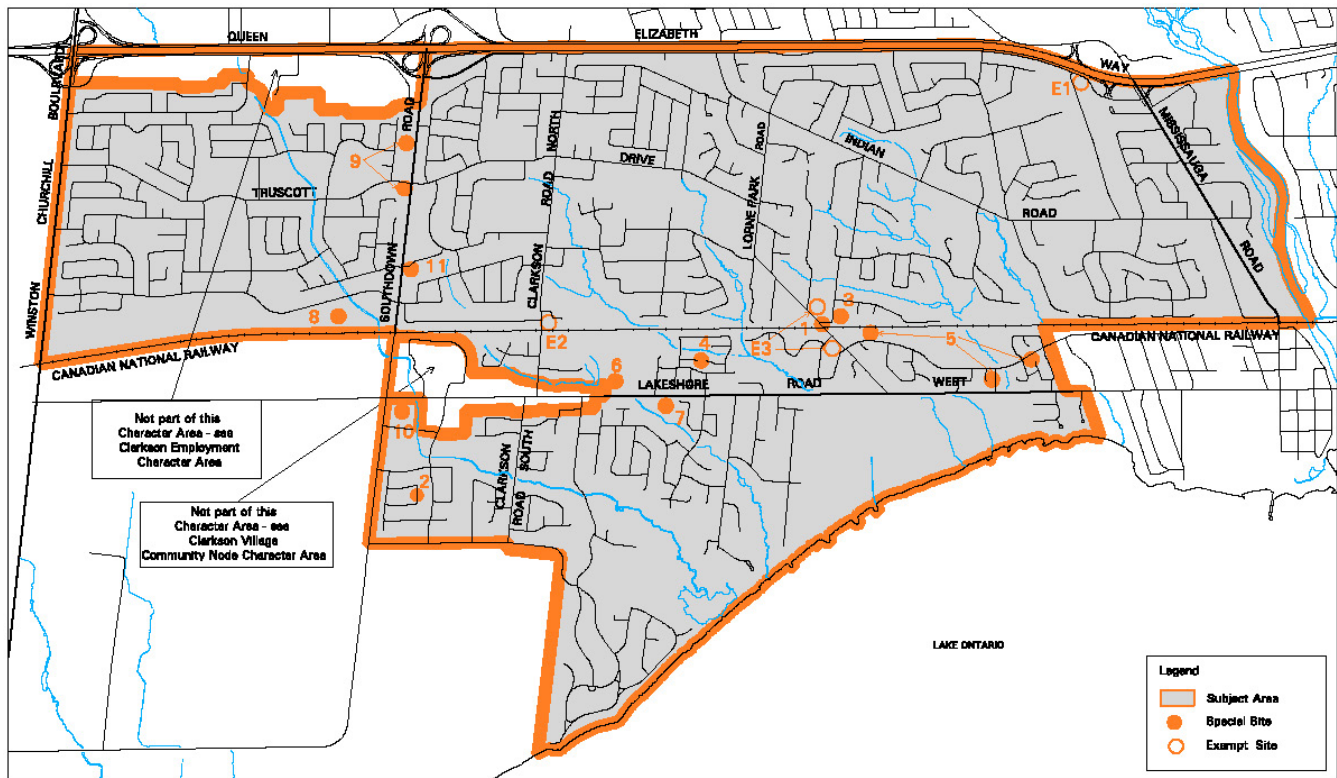 QUEEN
ELIZABETH
WAY
BOULEVARD
ROAD
E1
MISSISSAUGA
NORTH
ROAD
INDIAN
9
DRIVE
TRUSCOTT
CHURCHILL
ROAD
LORNE PARK
ROAD
ROAD
SOUTHDOWN
11
CLARKSON
WINSTON
8
3
1
E2
E3
5
CANADIAN NATIONAL RAILWAY
CANADIAN NATIONAL RAILWAY
4
6
LAKESHORE
ROAD
WEST
7
10
Not part of this
Character Area - see
Clarkson Employment
Character Area
CLARKSON
ROAD SOUTH
2
Not part of this
Character Area - see
Clarkson Village
Community Node Character Area
LAKE ONTARIO
Legend
Subject Area
Special Site
Exempt Site